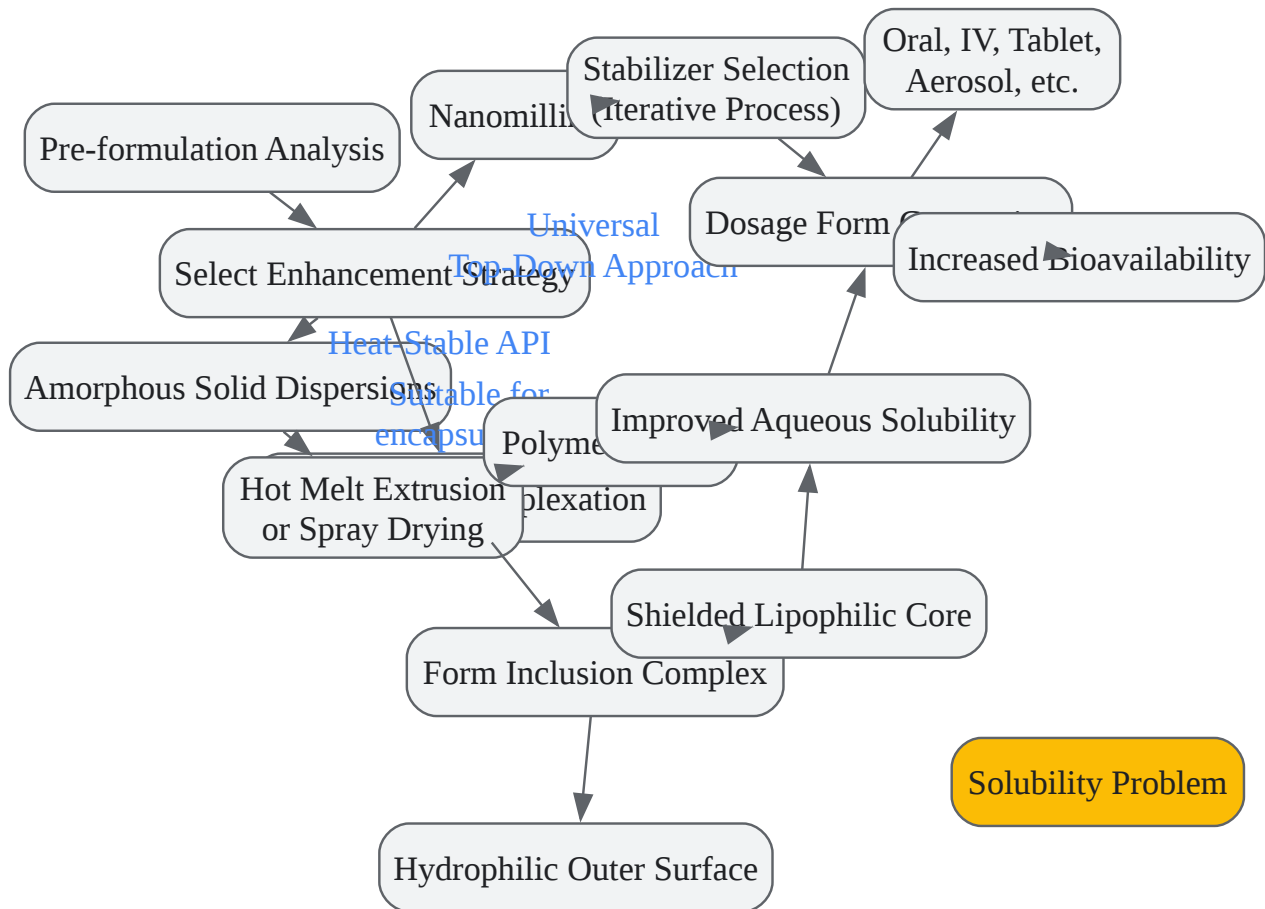 Oral, IV, Tablet,
Aerosol, etc.
Stabilizer Selection
(Iterative Process)
Pre-formulation Analysis
Universal
Top-Down Approach
Dosage Form
Increased Bioavailability
Select Enhancement Strategy
Heat-Stable API
Amorphous Solid Dispersions
Suitable for
Improved Aqueous Solubility
Hot Melt Extrusion
or Spray Drying
Shielded Lipophilic Core
Form Inclusion Complex
Solubility Problem
Hydrophilic Outer Surface